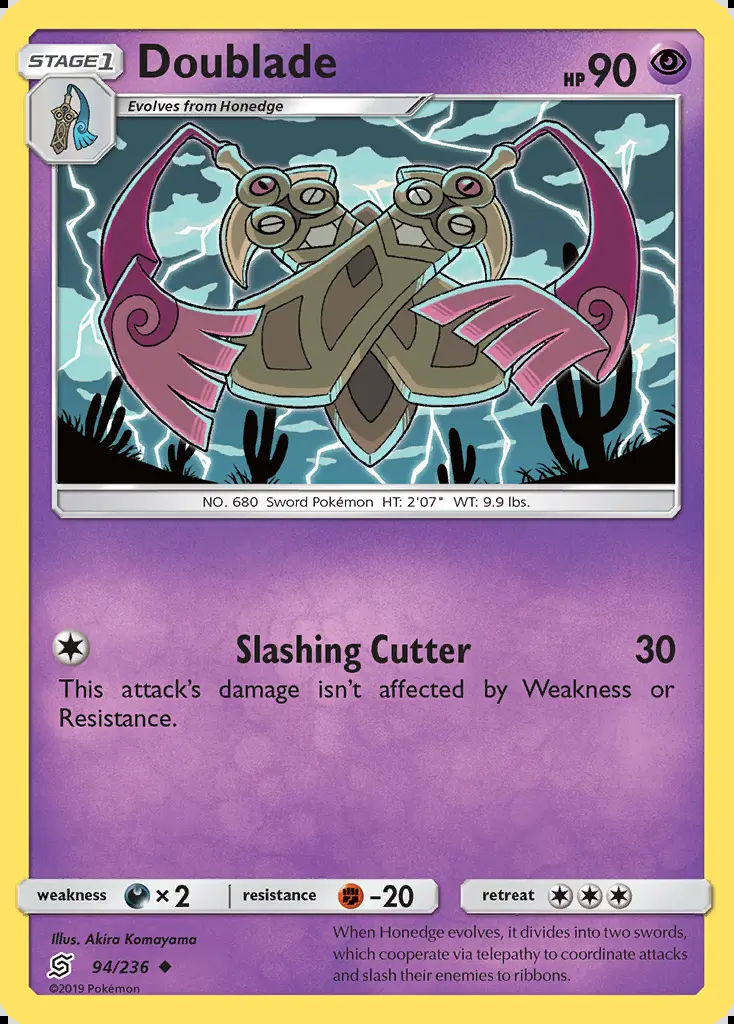 STAGE1
Doublade
HP 90
Evolves from Honedge
NO. 680 Sword Pokémon HT: 2'07" WT: 9.9 lbs.
Slashing Cutter 30
This attack's damage isn't affected by Weakness or
Resistance.
weakness ×2 resistance -20 retreat
Illus. Akira Komayama
94/236
©2019 Pokémon
When Honedge evolves, it divides into two swords,
which cooperate via telepathy to coordinate attacks
and slash their enemies to ribbons.